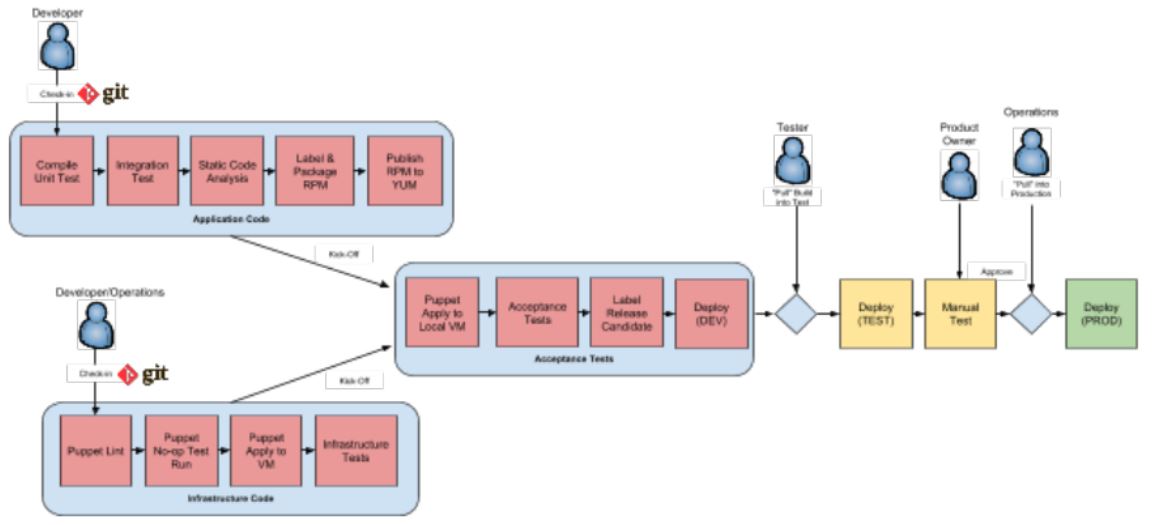 Developer
Check-in
git
Compile
Unit Test
Integration
Test
Static Code
Analysis
Label &
Package
RPM
Publish
RPM to
YUM
Application Code
Kick-Off
Developer/Operations
Check-in
git
Puppet Lint
Puppet
No-op Test
Run
Puppet
Apply to
VM
Infrastructure
Tests
Infrastructure Code
Kick-Off
Puppet
Apply to
Local VM
Acceptance
Tests
Label
Release
Candidate
Deploy
(DEV)
Acceptance Tests
Tester
"Pull" Build
into Test
Deploy
(TEST)
Product
Owner
Manual
Test
Approve
Operations
"Pull" into
Production
Deploy
(PROD)